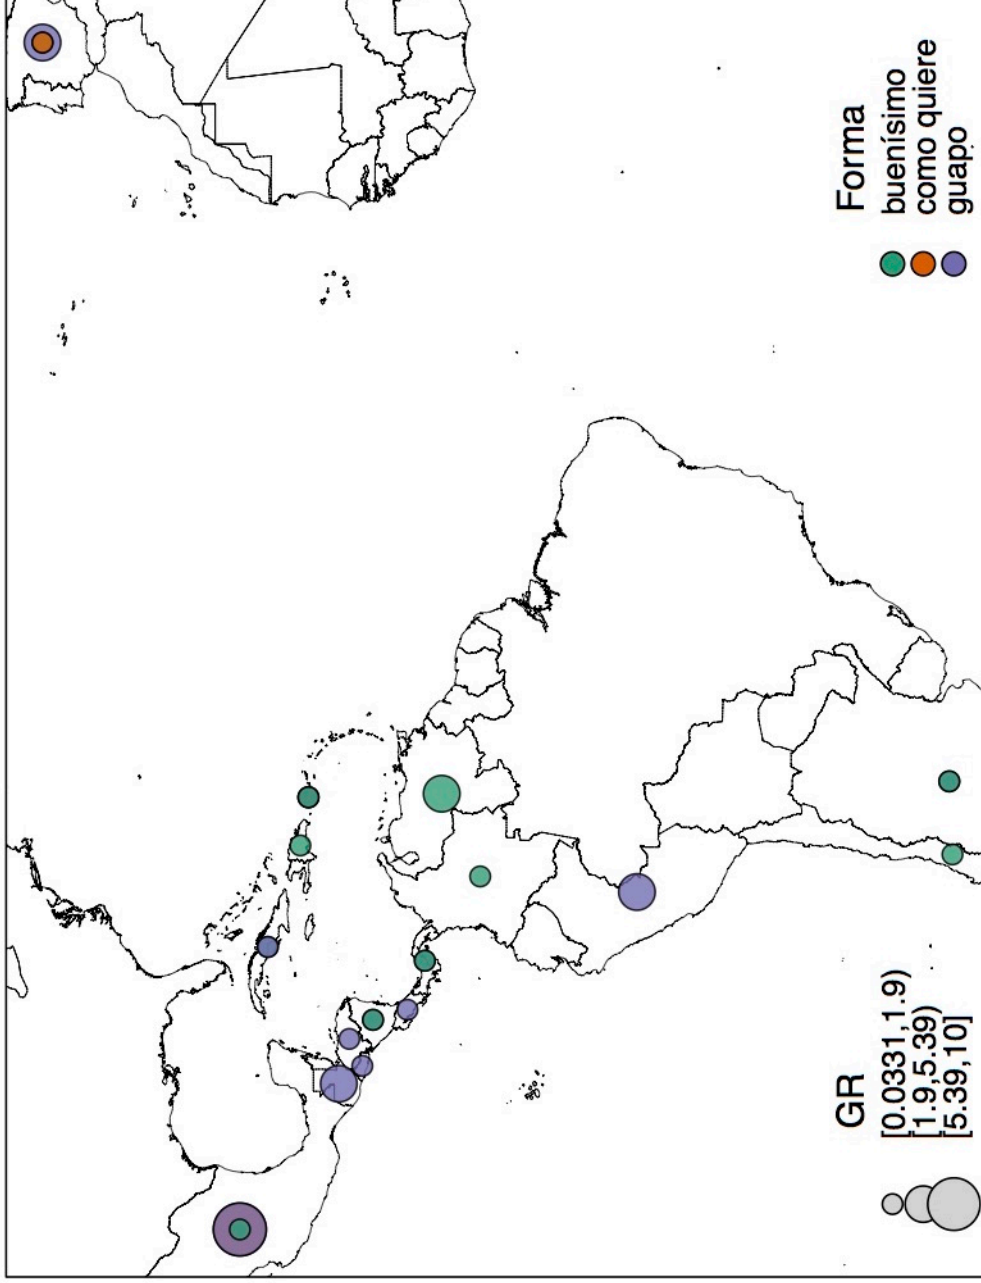 GR
[0.0331,1.9)
[1.9,5.39)
[5.39,10]
Forma
buenísimo
como quiere
guapo